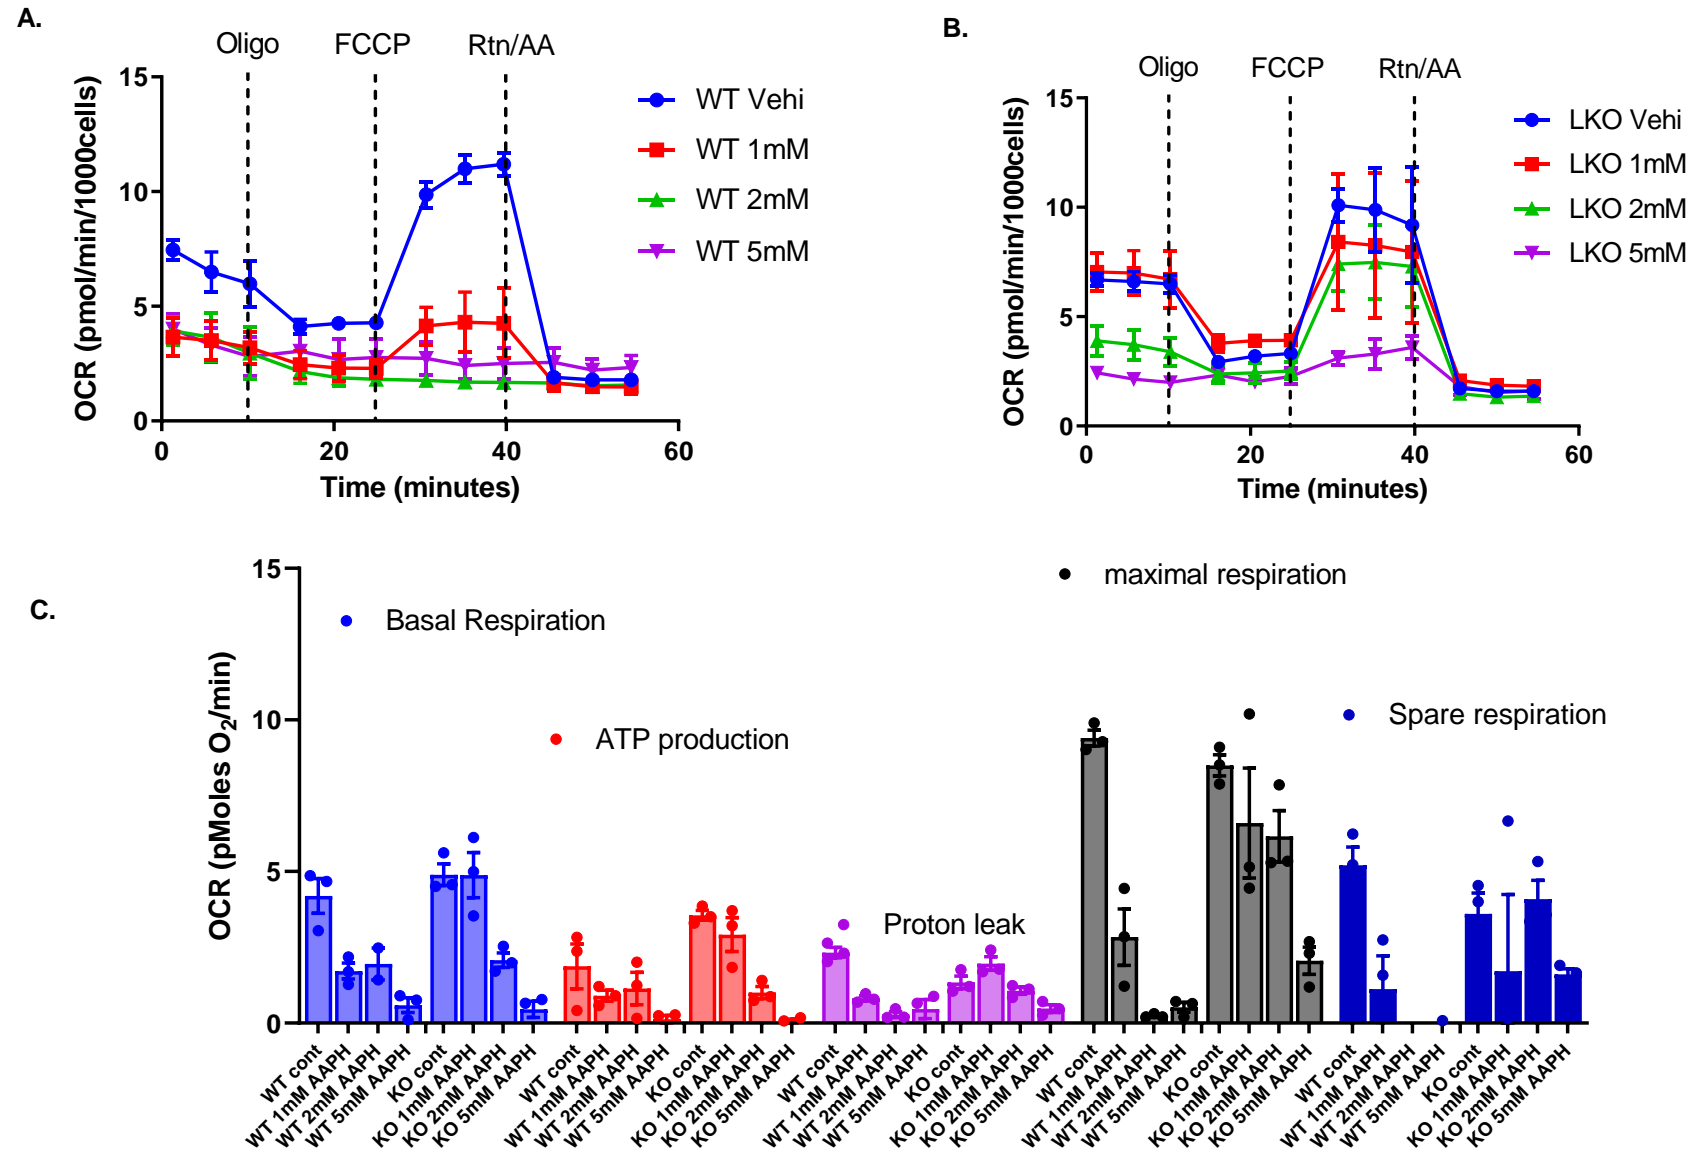 A.
Oligo FCCP Rtn/AA
OCR (pmol/min/1000cells)
15
10
5
0
0 20 40 60
Time (minutes)
WT Vehi
WT 1mM
WT 2mM
WT 5mM
B.
Oligo FCCP Rtn/AA
OCR (pmol/min/1000cells)
15
10
5
0
0 20 40 60
Time (minutes)
LKO Vehi
LKO 1mM
LKO 2mM
LKO 5mM
C.
OCR (pMoles O2/min)
15
10
5
0
Basal Respiration
ATP production
Proton leak
maximal respiration
Spare respiration
WT cont
WT 1mM AAPH
WT 2mM AAPH
WT 5mM AAPH
KO cont
KO 1mM AAPH
KO 2mM AAPH
KO 5mM AAPH
WT cont
WT 1mM AAPH
WT 2mM AAPH
WT 5mM AAPH
KO cont
KO 1mM AAPH
KO 2mM AAPH
KO 5mM AAPH
WT cont
WT 1mM AAPH
WT 2mM AAPH
WT 5mM AAPH
KO cont
KO 1mM AAPH
KO 2mM AAPH
KO 5mM AAPH
WT cont
WT 1mM AAPH
WT 2mM AAPH
WT 5mM AAPH
KO cont
KO 1mM AAPH
KO 2mM AAPH
KO 5mM AAPH
WT cont
WT 1mM AAPH
WT 2mM AAPH
WT 5mM AAPH
KO cont
KO 1mM AAPH
KO 2mM AAPH
KO 5mM AAPH